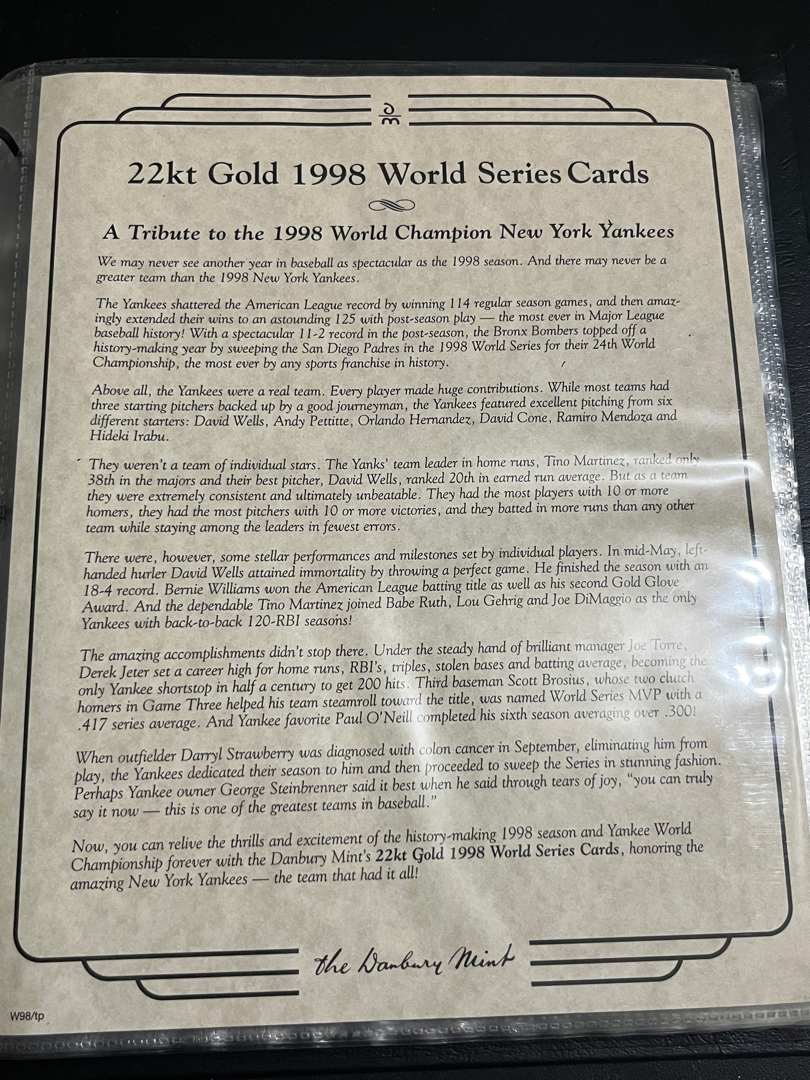 22kt Gold 1998 World Series Cards
A Tribute to the 1998 World Champion New York Yankees
We may never see another year in baseball as spectacular as the 1998 season. And there may never be a
greater team than the 1998 New York Yankees.
The Yankees shattered the American League record by winning 114 regular season games, and then amaz-
ingly extended their wins to an astounding 125 with post-season play — the most ever in Major League
baseball history! With a spectacular 11-2 record in the post-season, the Bronx Bombers topped off a
history-making year by sweeping the San Diego Padres in the 1998 World Series for their 24th World
Championship, the most ever by any sports franchise in history.
Above all, the Yankees were a real team. Every player made huge contributions. While most teams had
three starting pitchers backed up by a good journeyman, the Yankees featured excellent pitching from six
different starters: David Wells, Andy Pettitte, Orlando Hernandez, David Cone, Ramiro Mendoza and
Hideki Irabu.
They weren't a team of individual stars. The Yanks' team leader in home runs, Tino Martinez, ranked only
38th in the majors and their best pitcher, David Wells, ranked 20th in earned run average. But as a team
they were extremely consistent and ultimately unbeatable. They had the most players with 10 or more
homers, they had the most pitchers with 10 or more victories, and they batted in more runs than any other
team while staying among the leaders in fewest errors.
There were, however, some stellar performances and milestones set by individual players. In mid-May, left-
handed hurler David Wells attained immortality by throwing a perfect game. He finished the season with an
18-4 record. Bernie Williams won the American League batting title as well as his second Gold Glove
Award. And the dependable Tino Martinez joined Babe Ruth, Lou Gehrig and Joe DiMaggio as the only
Yankees with back-to-back 120-RBI seasons!
The amazing accomplishments didn't stop there. Under the steady hand of brilliant manager Joe Torre,
Derek Jeter set a career high for home runs, RBI's, triples, stolen bases and batting average, becoming the
only Yankee shortstop in half a century to get 200 hits. Third baseman Scott Brosius, whose two clutch
homers in Game Three helped his team steamroll toward the title, was named World Series MVP with a
.417 series average. And Yankee favorite Paul O'Neill completed his sixth season averaging over .300!
When outfielder Darryl Strawberry was diagnosed with colon cancer in September, eliminating him from
play, the Yankees dedicated their season to him and then proceeded to sweep the Series in stunning fashion.
Perhaps Yankee owner George Steinbrenner said it best when he said through tears of joy, "you can truly
say it now — this is one of the greatest teams in baseball."
Now, you can relive the thrills and excitement of the history-making 1998 season and Yankee World
Championship forever with the Danbury Mint's 22kt Gold 1998 World Series Cards, honoring the
amazing New York Yankees — the team that had it all!
the Danbury Mint
W98/tp